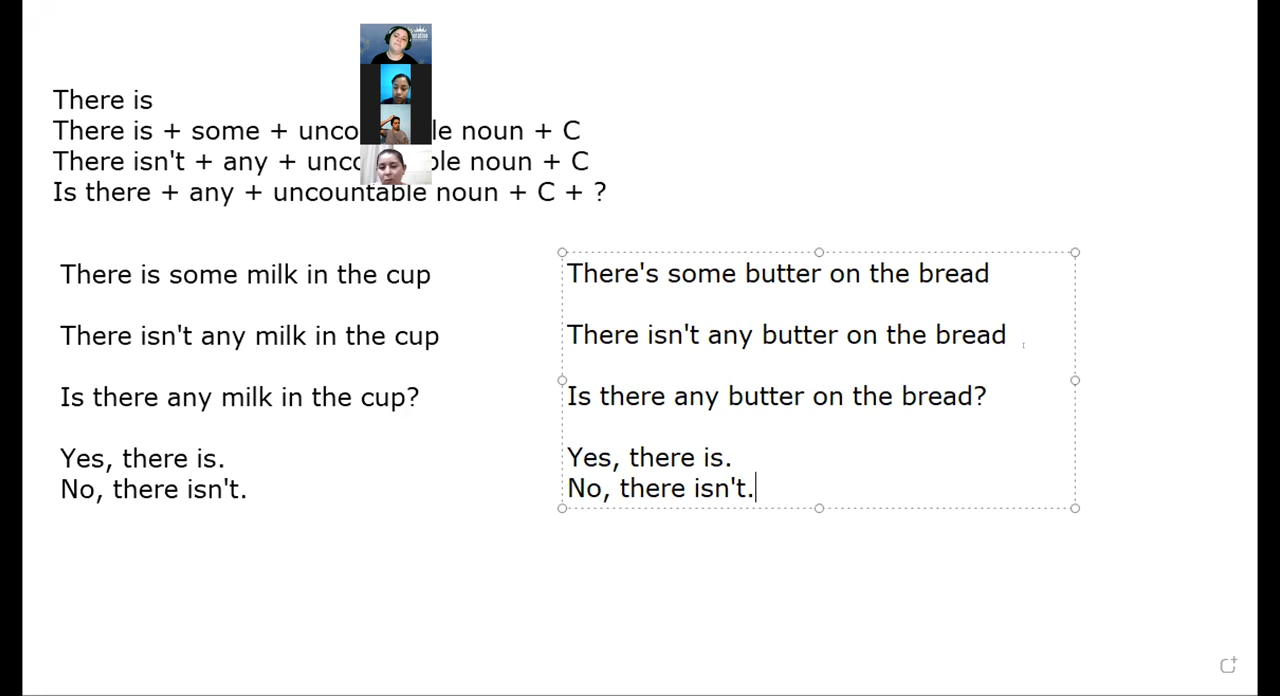 There is
There is + some + unco le noun + C
There isn't + any + unc ble noun + C
Is there + any + uncountable noun + C + ?
There is some milk in the cup
There isn't any milk in the cup
Is there any milk in the cup?
Yes, there is.
No, there isn't.
There's some butter on the bread
There isn't any butter on the bread
Is there any butter on the bread?
Yes, there is.
No, there isn't.